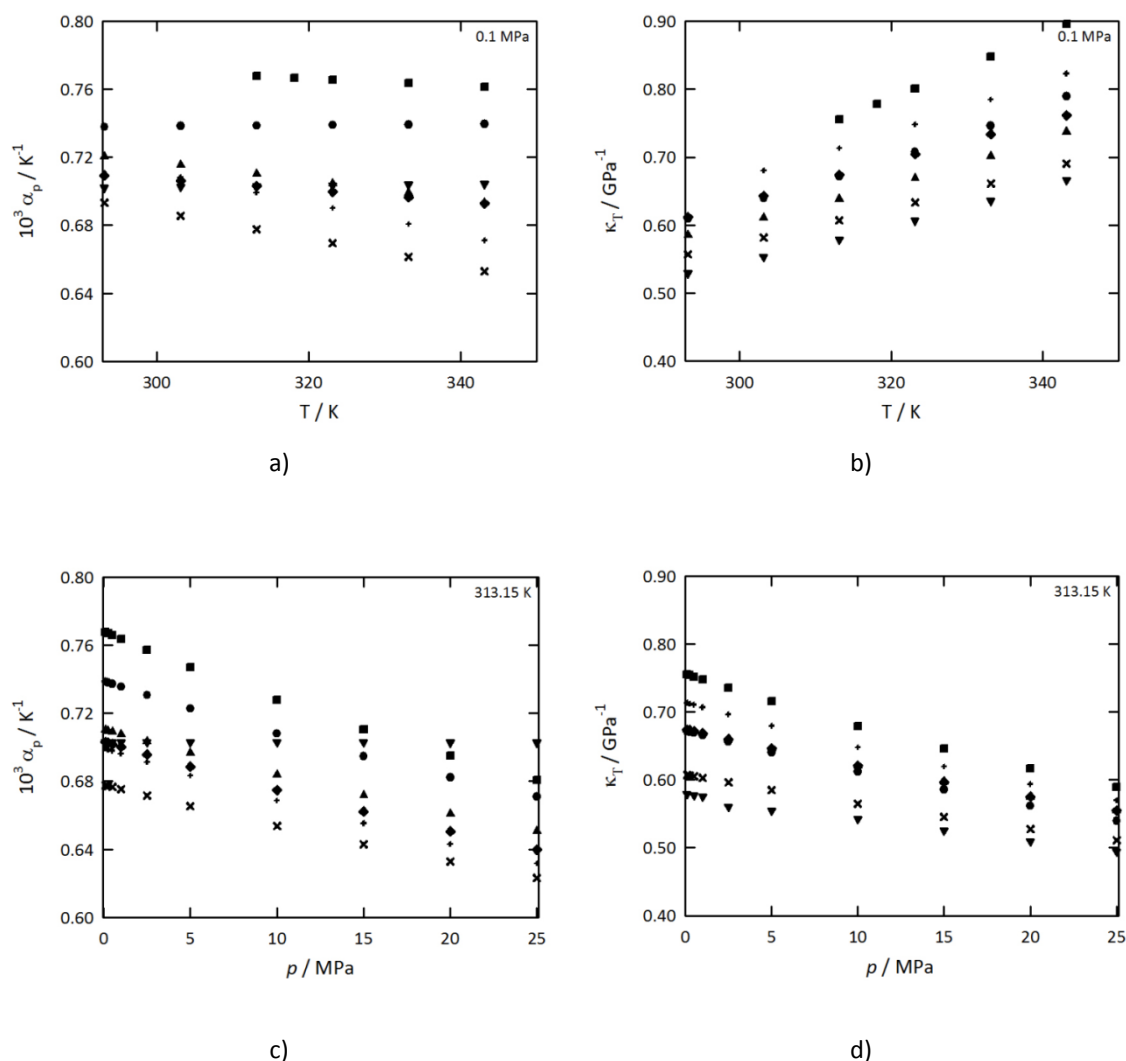 0.80
0.76
0.72
0.68
0.64
0.60
0.1 MPa
10³ αₚ / K⁻¹
300 320 340
T / K
a)
0.90
0.80
0.70
0.60
0.50
0.40
0.1 MPa
κ_T / GPa⁻¹
300 320 340
T / K
b)
0.80
0.76
0.72
0.68
0.64
0.60
313.15 K
10³ αₚ / K⁻¹
0 5 10 15 20 25
p / MPa
c)
0.90
0.80
0.70
0.60
0.50
0.40
313.15 K
κ_T / GPa⁻¹
0 5 10 15 20 25
p / MPa
d)